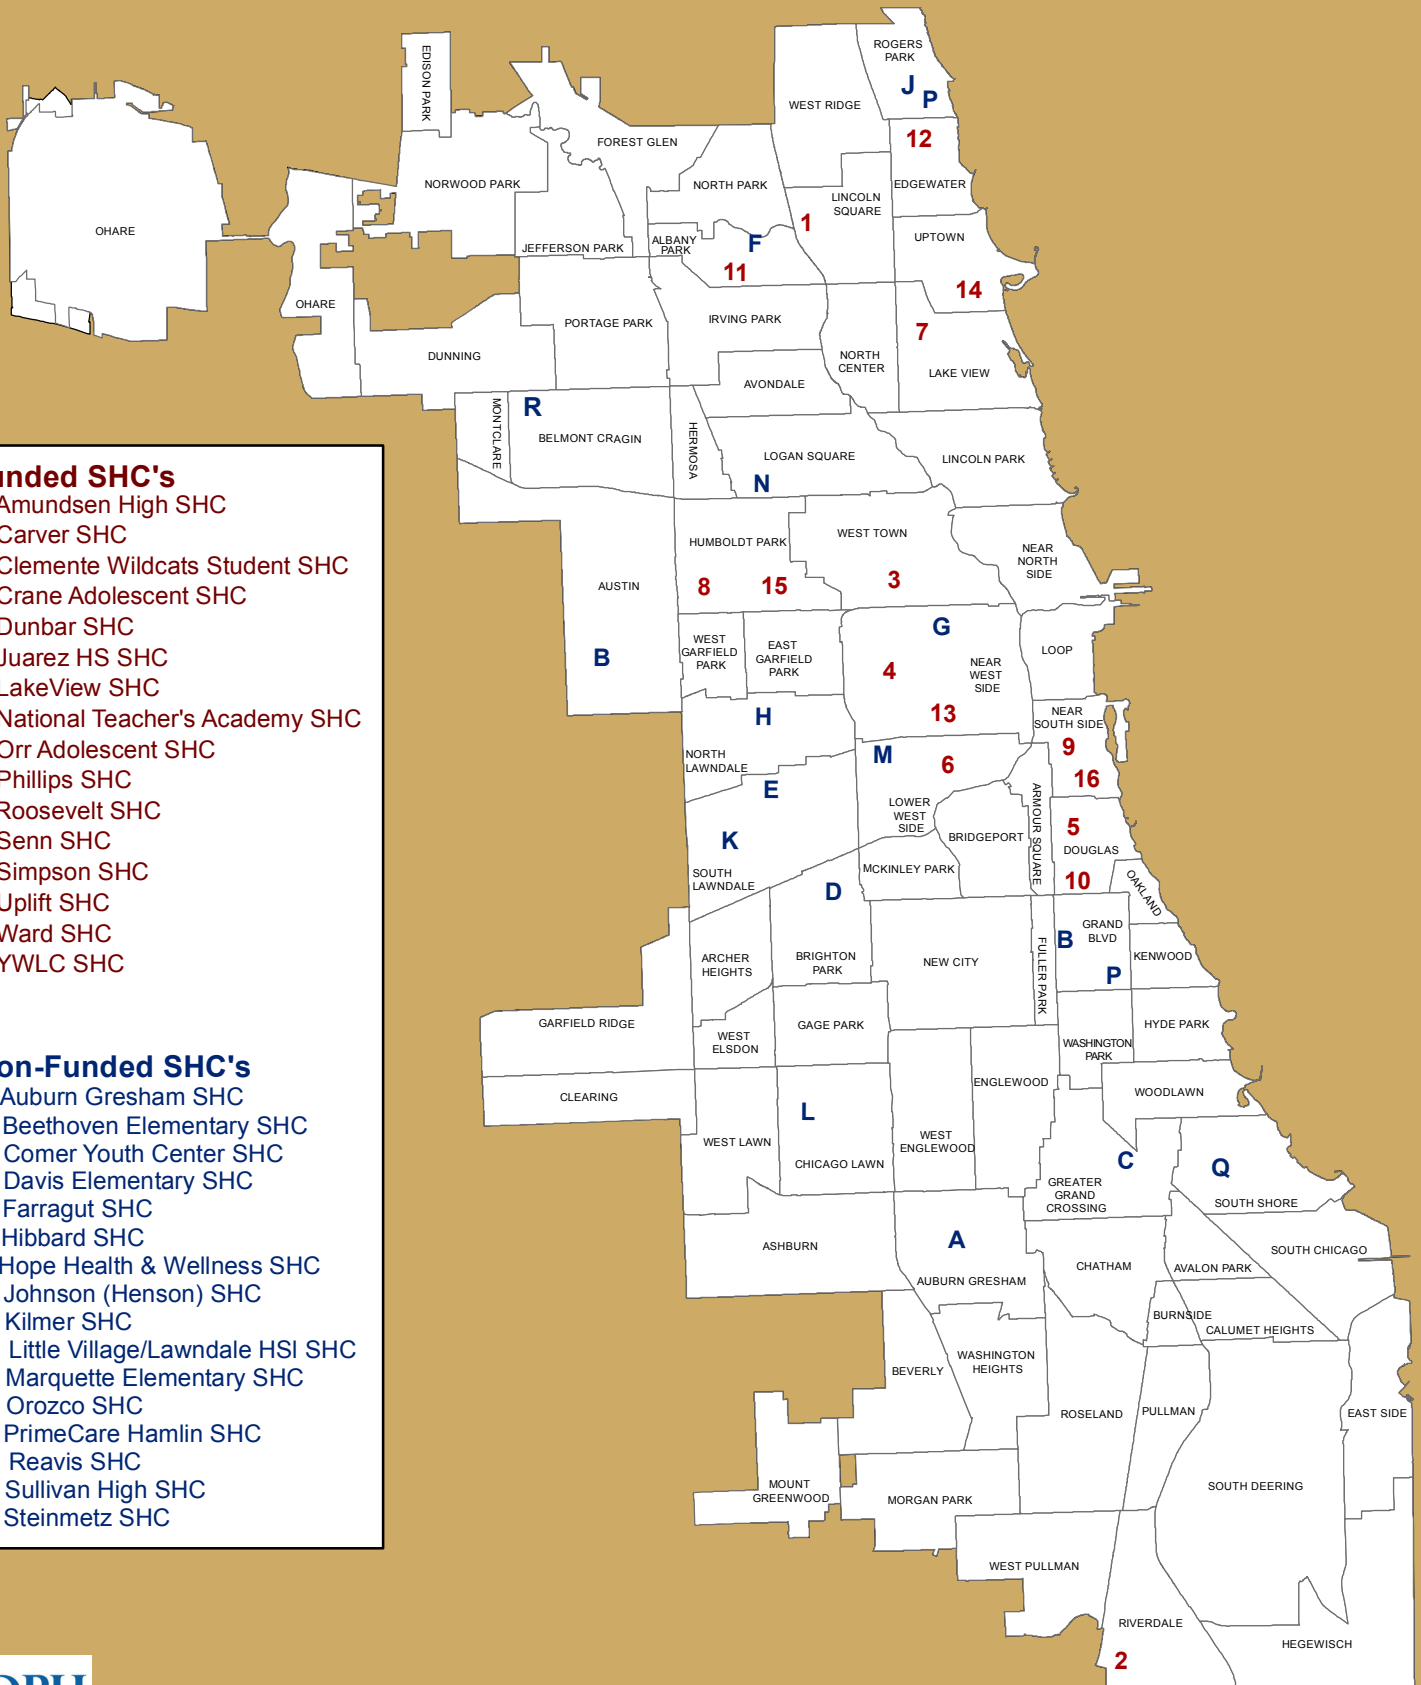 EDISON PARK
ROGERS
PARK
J
P
WEST RIDGE
12
FOREST GLEN
NORWOOD PARK
NORTH PARK
EDGEWATER
LINCOLN
SQUARE
1
OHARE
UPTOWN
ALBANY
PARK
F
JEFFERSON PARK
11
14
OHARE
PORTAGE PARK
IRVING PARK
7
DUNNING
NORTH
CENTER
LAKE VIEW
AVONDALE
R
MONTCLARE
BELMONT CRAGIN
HERMOSA
LOGAN SQUARE
LINCOLN PARK
N
HUMBOLDT PARK
WEST TOWN
NEAR
NORTH
SIDE
AUSTIN
8
15
3
G
WEST
GARFIELD
PARK
EAST
GARFIELD
PARK
LOOP
B
4
NEAR
WEST
SIDE
H
13
NEAR
SOUTH SIDE
9
NORTH
LAWNDALE
M
6
16
E
LOWER
WEST
SIDE
ARMOUR SQUARE
5
K
BRIDGEPORT
DOUGLAS
MCKINLEY PARK
SOUTH
LAWNDALE
D
10
OAKLAND
B
GRAND
BLVD
FULLER PARK
ARCHER
HEIGHTS
BRIGHTON
PARK
NEW CITY
KENWOOD
P
GARFIELD RIDGE
WEST
ELSDON
GAGE PARK
HYDE PARK
WASHINGTON
PARK
ENGLEWOOD
CLEARING
WOODLAWN
L
WEST LAWN
WEST
ENGLEWOOD
CHICAGO LAWN
C
Q
GREATER
GRAND
CROSSING
SOUTH SHORE
A
ASHBURN
SOUTH CHICAGO
CHATHAM
AVALON PARK
AUBURN GRESHAM
BURNSIDE
CALUMET HEIGHTS
BEVERLY
WASHINGTON
HEIGHTS
ROSELAND
PULLMAN
EAST SIDE
MOUNT
GREENWOOD
MORGAN PARK
SOUTH DEERING
WEST PULLMAN
RIVERDALE
HEGEWISCH
2
unded SHC's
Amundsen High SHC
Carver SHC
Clemente Wildcats Student SHC
Crane Adolescent SHC
Dunbar SHC
Juarez HS SHC
LakeView SHC
National Teacher's Academy SHC
Orr Adolescent SHC
Phillips SHC
Roosevelt SHC
Senn SHC
Simpson SHC
Uplift SHC
Ward SHC
YWLC SHC
on-Funded SHC's
Auburn Gresham SHC
Beethoven Elementary SHC
Comer Youth Center SHC
Davis Elementary SHC
Farragut SHC
Hibbard SHC
Hope Health & Wellness SHC
Johnson (Henson) SHC
Kilmer SHC
Little Village/Lawndale HSI SHC
Marquette Elementary SHC
Orozco SHC
PrimeCare Hamlin SHC
Reavis SHC
Sullivan High SHC
Steinmetz SHC